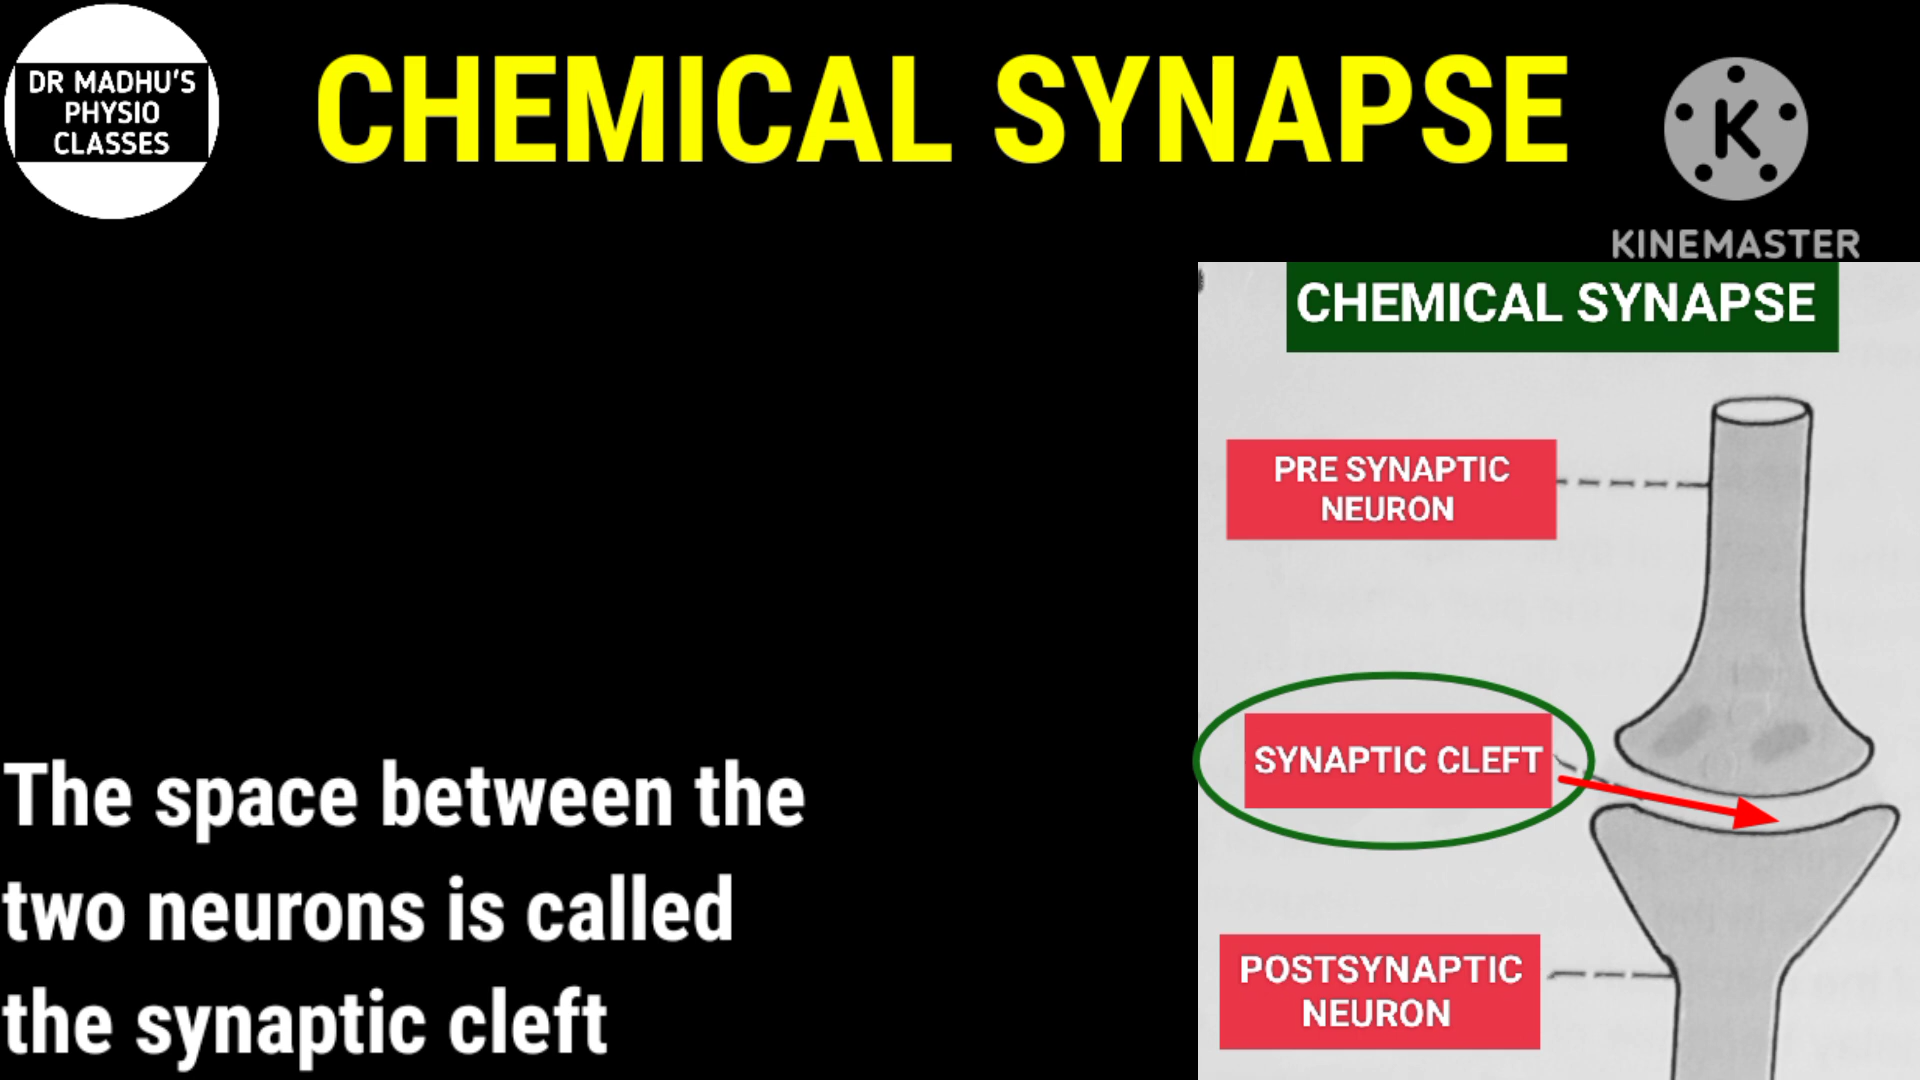 DR MADHU'S
PHYSIO
CLASSES
CHEMICAL SYNAPSE
K
KINEMASTER
CHEMICAL SYNAPSE
PRE SYNAPTIC
NEURON
SYNAPTIC CLEFT
POSTSYNAPTIC
NEURON
The space between the
two neurons is called
the synaptic cleft